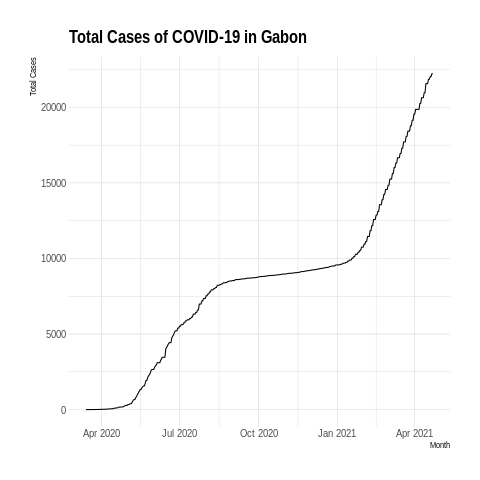 Total Cases of COVID-19 in Gabon
Total Cases
20000
15000
10000
5000
0
Apr 2020 Jul 2020 Oct 2020 Jan 2021 Apr 2021
Month